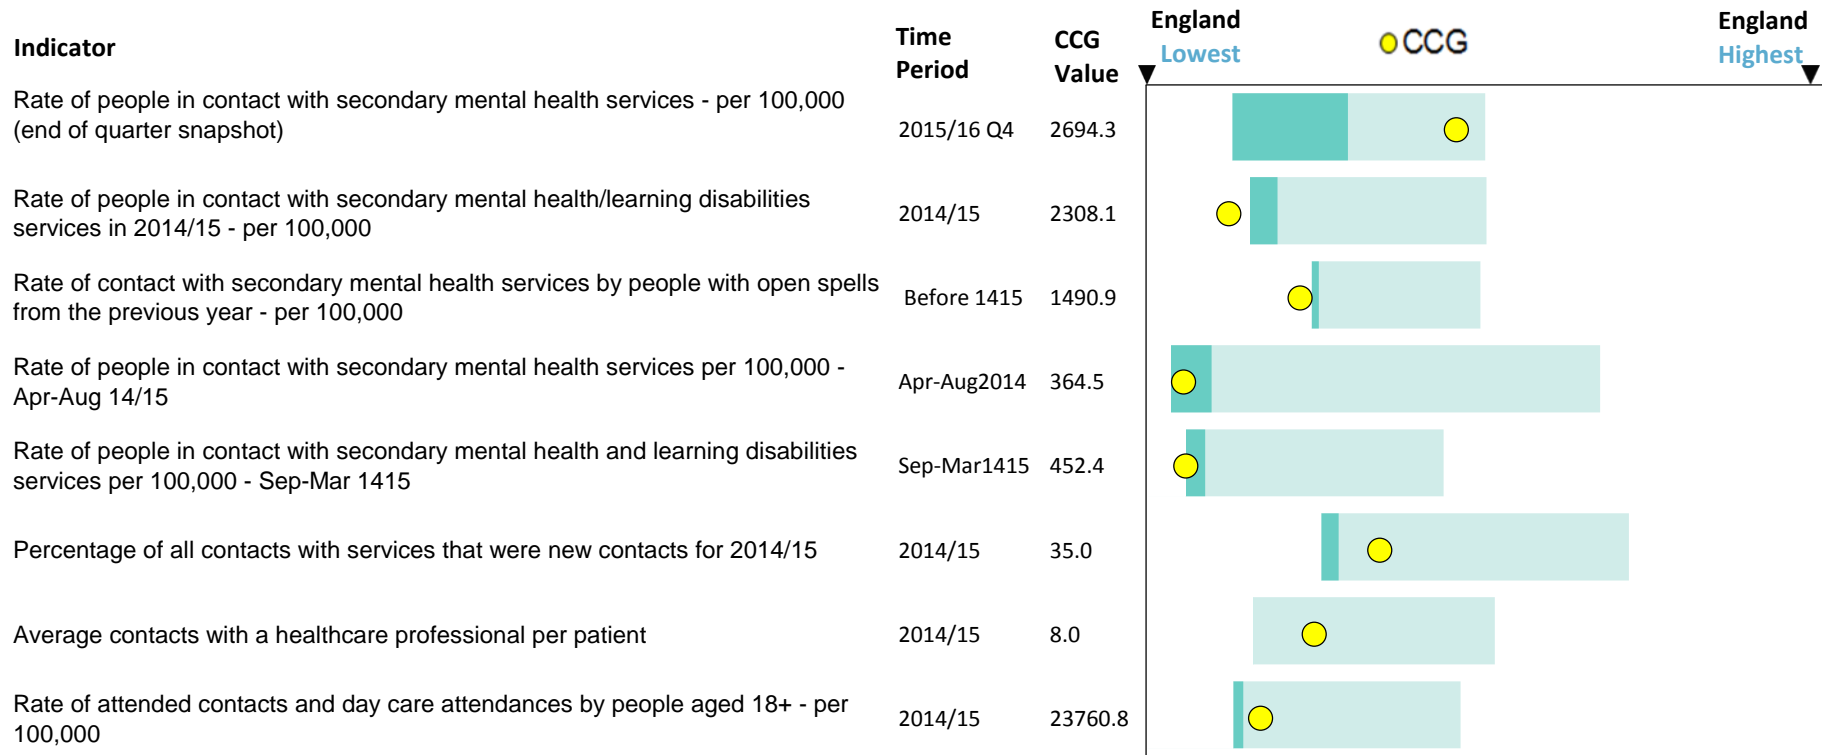 Indicator
Time
Period
CCG
Value
England
Lowest
CCG
England
Highest
Rate of people in contact with secondary mental health services - per 100,000
(end of quarter snapshot)
2015/16 Q4
2694.3
Rate of people in contact with secondary mental health/learning disabilities
services in 2014/15 - per 100,000
2014/15
2308.1
Rate of contact with secondary mental health services by people with open spells
from the previous year - per 100,000
Before 1415
1490.9
Rate of people in contact with secondary mental health services per 100,000 -
Apr-Aug 14/15
Apr-Aug2014
364.5
Rate of people in contact with secondary mental health and learning disabilities
services per 100,000 - Sep-Mar 1415
Sep-Mar1415
452.4
Percentage of all contacts with services that were new contacts for 2014/15
2014/15
35.0
Average contacts with a healthcare professional per patient
2014/15
8.0
Rate of attended contacts and day care attendances by people aged 18+ - per
100,000
2014/15
23760.8